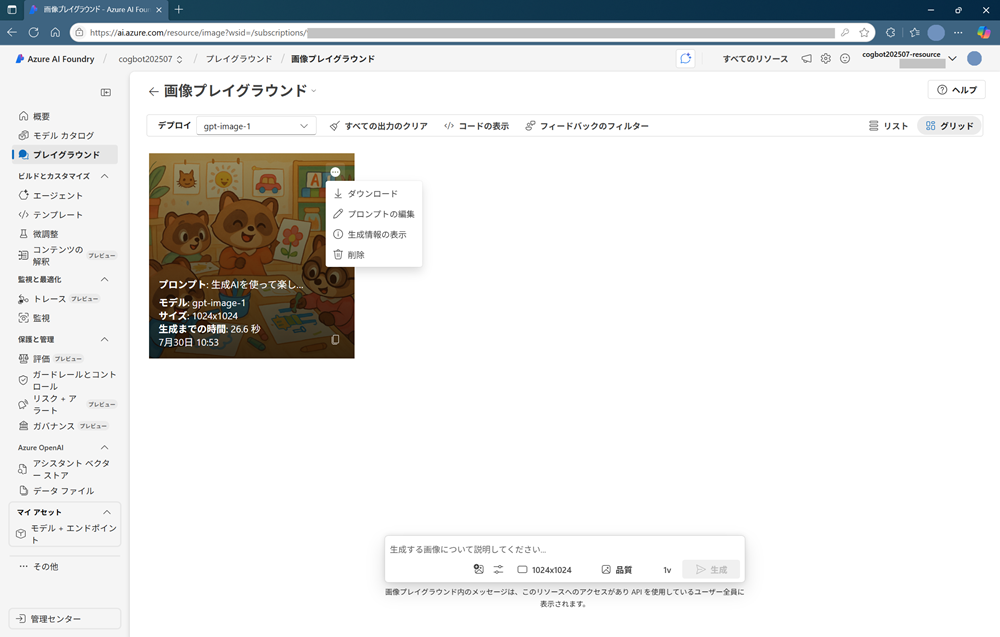 画像プレイグラウンド - Azure AI Foun
https://ai.azure.com/resource/image?wsid=/subscriptions/
Azure AI Foundry / cogbot202507 / プレイグラウンド / 画像プレイグラウンド
すべてのリソース
cogbot202507-resource
画像プレイグラウンド
ヘルプ
デプロイ gpt-image-1 すべての出力のクリア コードの表示 フィードバックのフィルター リスト グリッド
概要
モデル カタログ
プレイグラウンド
ビルドとカスタマイズ
エージェント
テンプレート
微調整
コンテンツの
解釈 プレビュー
監視と最適化
トレース プレビュー
監視
保護と管理
評価 プレビュー
ガードレールとコント
ロール
リスク + ア
ラート プレビュー
ガバナンス プレビュー
Azure OpenAI
アシスタント ベクタ
ー ストア
データ ファイル
マイ アセット
モデル + エンドポイン
ト
その他
管理センター
A
ダウンロード
プロンプトの編集
生成情報の表示
削除
プロンプト: 生成AIを使って楽し...
モデル: gpt-image-1
サイズ: 1024x1024
生成までの時間: 26.6 秒
7月30日 10:53
生成する画像について説明してください...
1024x1024 品質 1v 生成
画像プレイグラウンド内のメッセージは、このリソースへのアクセスがあり API を使用しているユーザー全員に
表示されます。